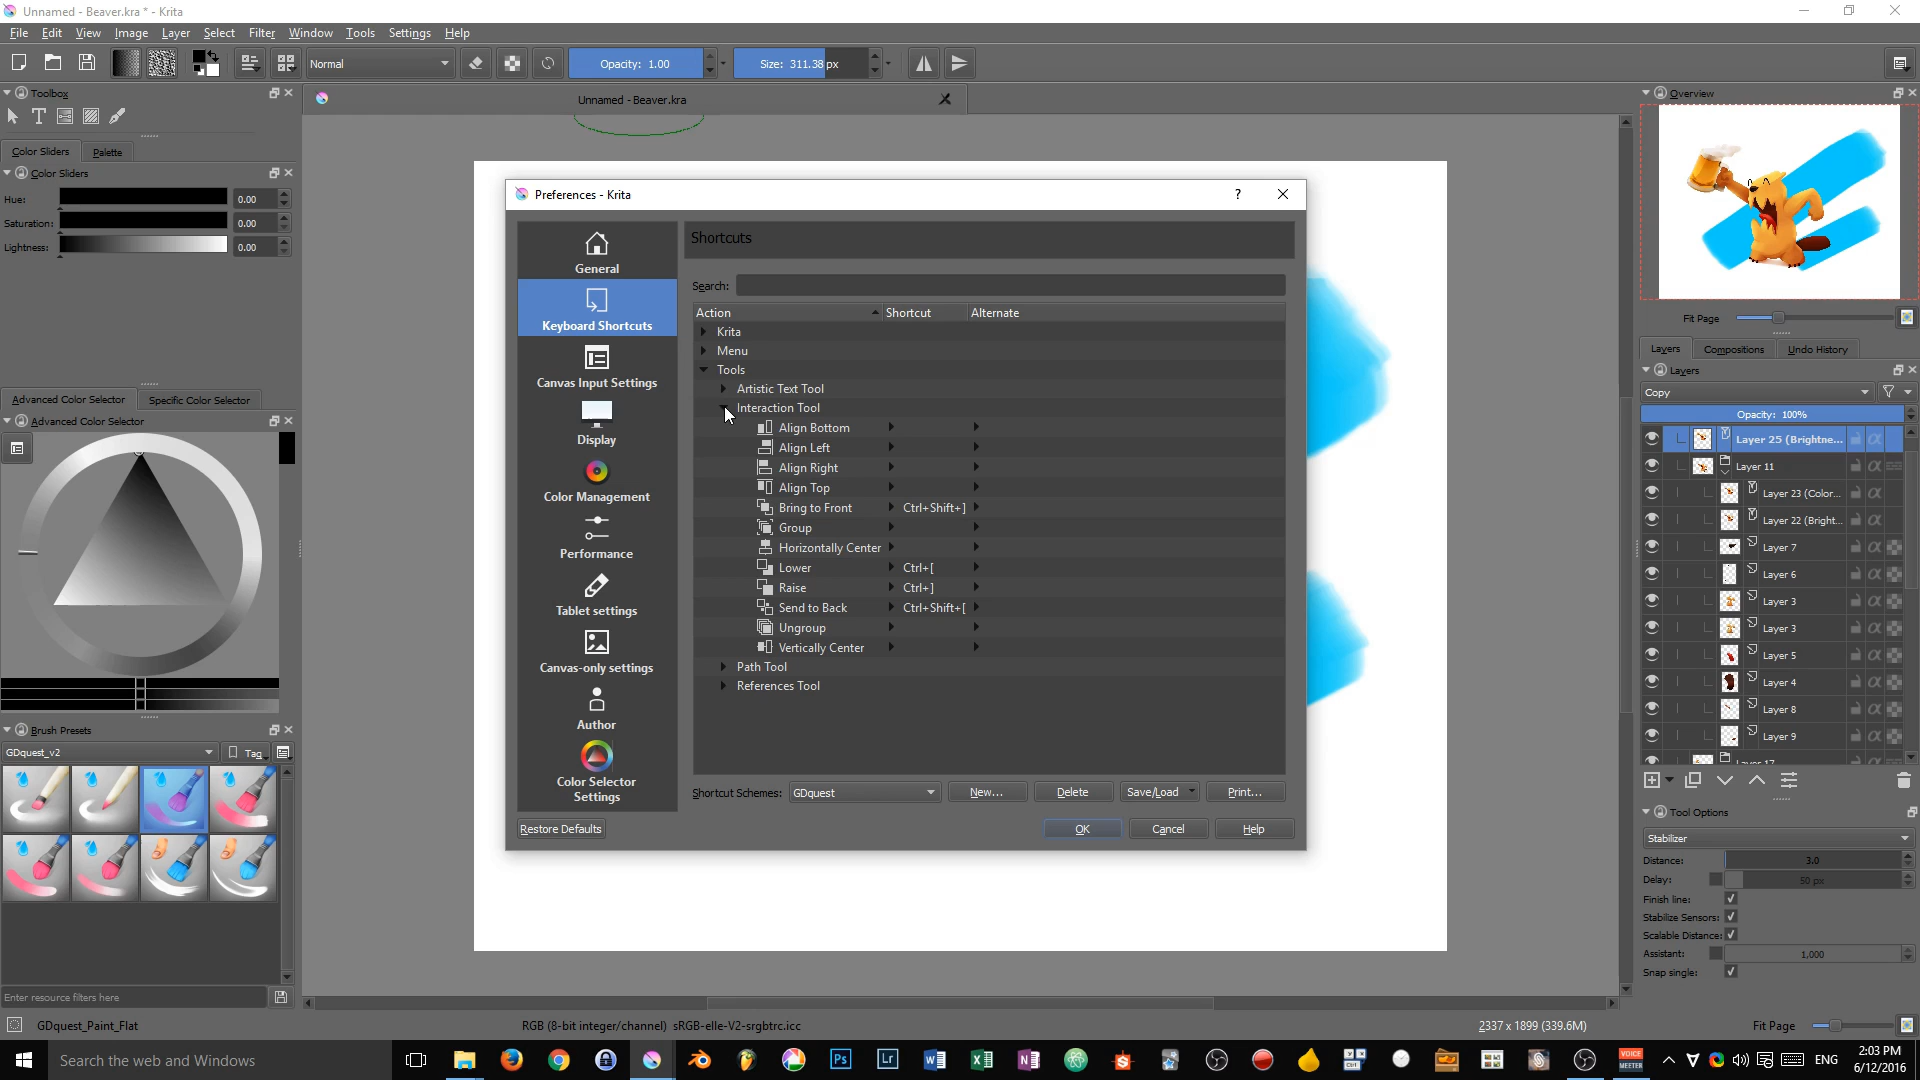 Unnamed - Beaver.kra * - Krita
File Edit View Image Layer Select Filter Window Tools Settings Help
Normal Opacity: 1.00 Size: 311.38 px
Toolbox
Unnamed - Beaver.kra
Overview
Color Sliders Palette
Color Sliders
Hue: 0.00
Saturation: 0.00
Lightness: 0.00
Advanced Color Selector Specific Color Selector
Advanced Color Selector
Brush Presets
GDquest_v2 Tag
Enter resource filters here
GDquest_Paint_Flat
RGB (8-bit integer/channel) sRGB-elle-V2-srgbtrc.icc
2337 x 1899 (339.6M)
Fit Page
Preferences - Krita
?
General
Keyboard Shortcuts
Canvas Input Settings
Display
Color Management
Performance
Tablet settings
Canvas-only settings
Author
Color Selector
Settings
Shortcuts
Search:
Action Shortcut Alternate
Krita
Menu
Tools
Artistic Text Tool
Interaction Tool
Align Bottom
Align Left
Align Right
Align Top
Bring to Front Ctrl+Shift+]
Group
Horizontally Center
Lower Ctrl+[
Raise Ctrl+]
Send to Back Ctrl+Shift+[
Ungroup
Vertically Center
Path Tool
References Tool
Shortcut Schemes: GDquest New... Delete Save/Load Print...
Restore Defaults OK Cancel Help
Fit Page
Layers Compositions Undo History
Layers
Copy
Opacity: 100%
Layer 25 (Brightne...
Layer 11
Layer 23 (Color...
Layer 22 (Bright...
Layer 7
Layer 6
Layer 3
Layer 3
Layer 5
Layer 4
Layer 8
Layer 9
Layer 17
Tool Options
Stabilizer
Distance: 3.0
Delay: 50 px
Finish line:
Stabilize Sensors:
Scalable Distance:
Assistant: 1,000
Snap single:
Search the web and Windows
Ps Lr
VOICE
MEETER
ENG
2:03 PM
6/12/2016